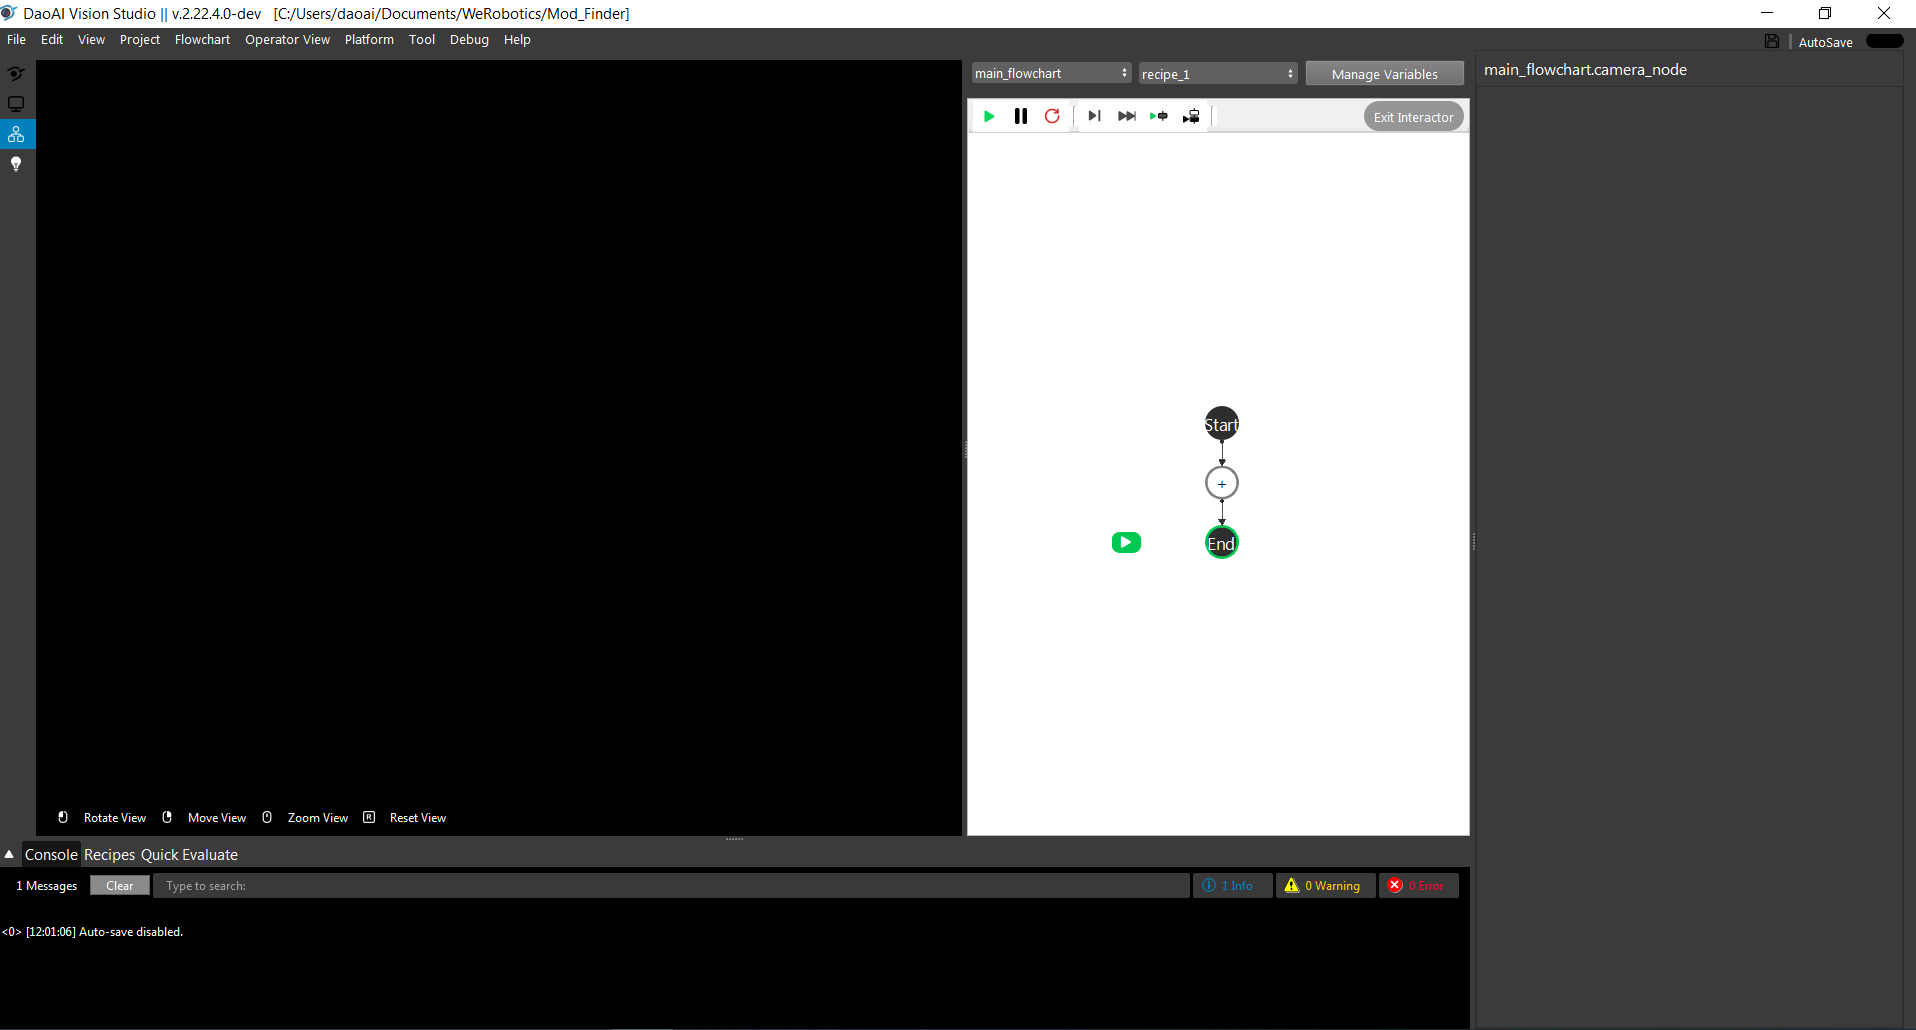 DaoAI Vision Studio || v.2.22.4.0-dev [C:/Users/daoai/Documents/WeRobotics/Mod_Finder]
File Edit View Project Flowchart Operator View Platform Tool Debug Help
AutoSave
main_flowchart recipe_1 Manage Variables
main_flowchart.camera_node
Exit Interactor
Start
+
End
Rotate View Move View Zoom View R Reset View
Console Recipes Quick Evaluate
1 Messages Clear Type to search: 1 Info 0 Warning 0 Error
<0> [12:01:06] Auto-save disabled.